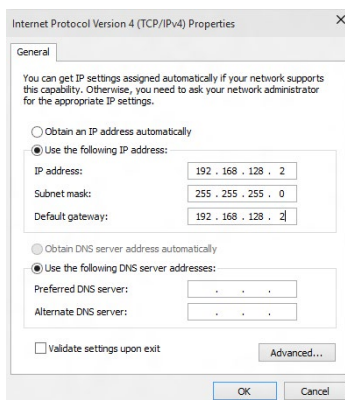 Internet Protocol Version 4 (TCP/IPv4) Properties
General
You can get IP settings assigned automatically if your network supports
this capability. Otherwise, you need to ask your network administrator
for the appropriate IP settings.
Obtain an IP address automatically
Use the following IP address:
IP address: 192 . 168 . 128 . 2
Subnet mask: 255 . 255 . 255 . 0
Default gateway: 192 . 168 . 128 . 2
Obtain DNS server address automatically
Use the following DNS server addresses:
Preferred DNS server: . . .
Alternate DNS server: . . .
Validate settings upon exit
Advanced...
OK Cancel